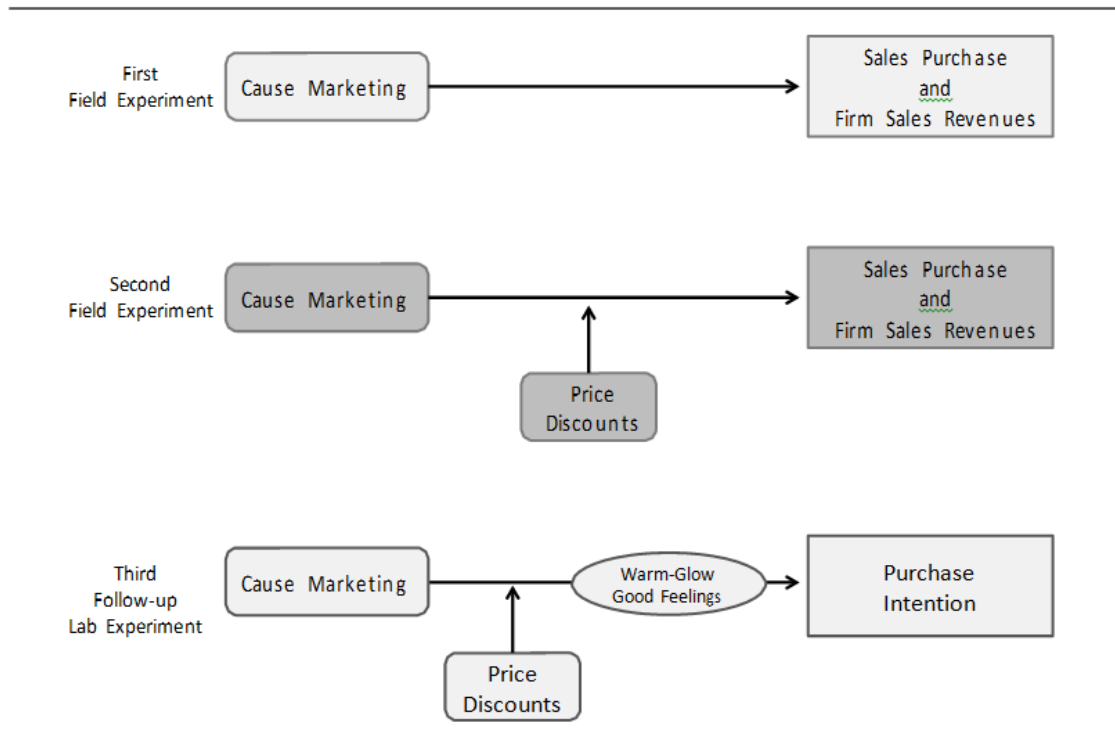 First
Field Experiment
Cause Marketing
Sales Purchase
and
Firm Sales Revenues
Second
Field Experiment
Cause Marketing
Sales Purchase
and
Firm Sales Revenues
Price
Discounts
Third
Follow-up
Lab Experiment
Cause Marketing
Warm-Glow
Good Feelings
Purchase
Intention
Price
Discounts